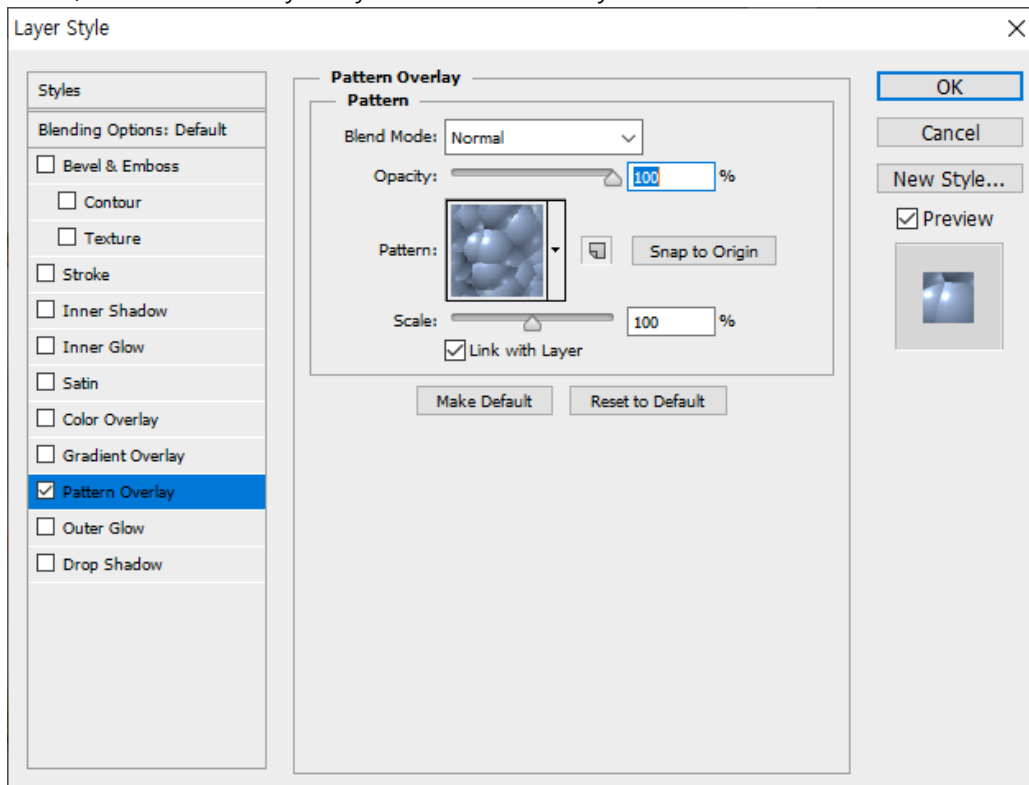 Layer Style
Styles
Blending Options: Default
Bevel & Emboss
Contour
Texture
Stroke
Inner Shadow
Inner Glow
Satin
Color Overlay
Gradient Overlay
Pattern Overlay
Outer Glow
Drop Shadow
Pattern Overlay
Pattern
Blend Mode: Normal
Opacity: 100 %
Pattern: Snap to Origin
Scale: 100 %
Link with Layer
Make Default Reset to Default
OK
Cancel
New Style...
Preview